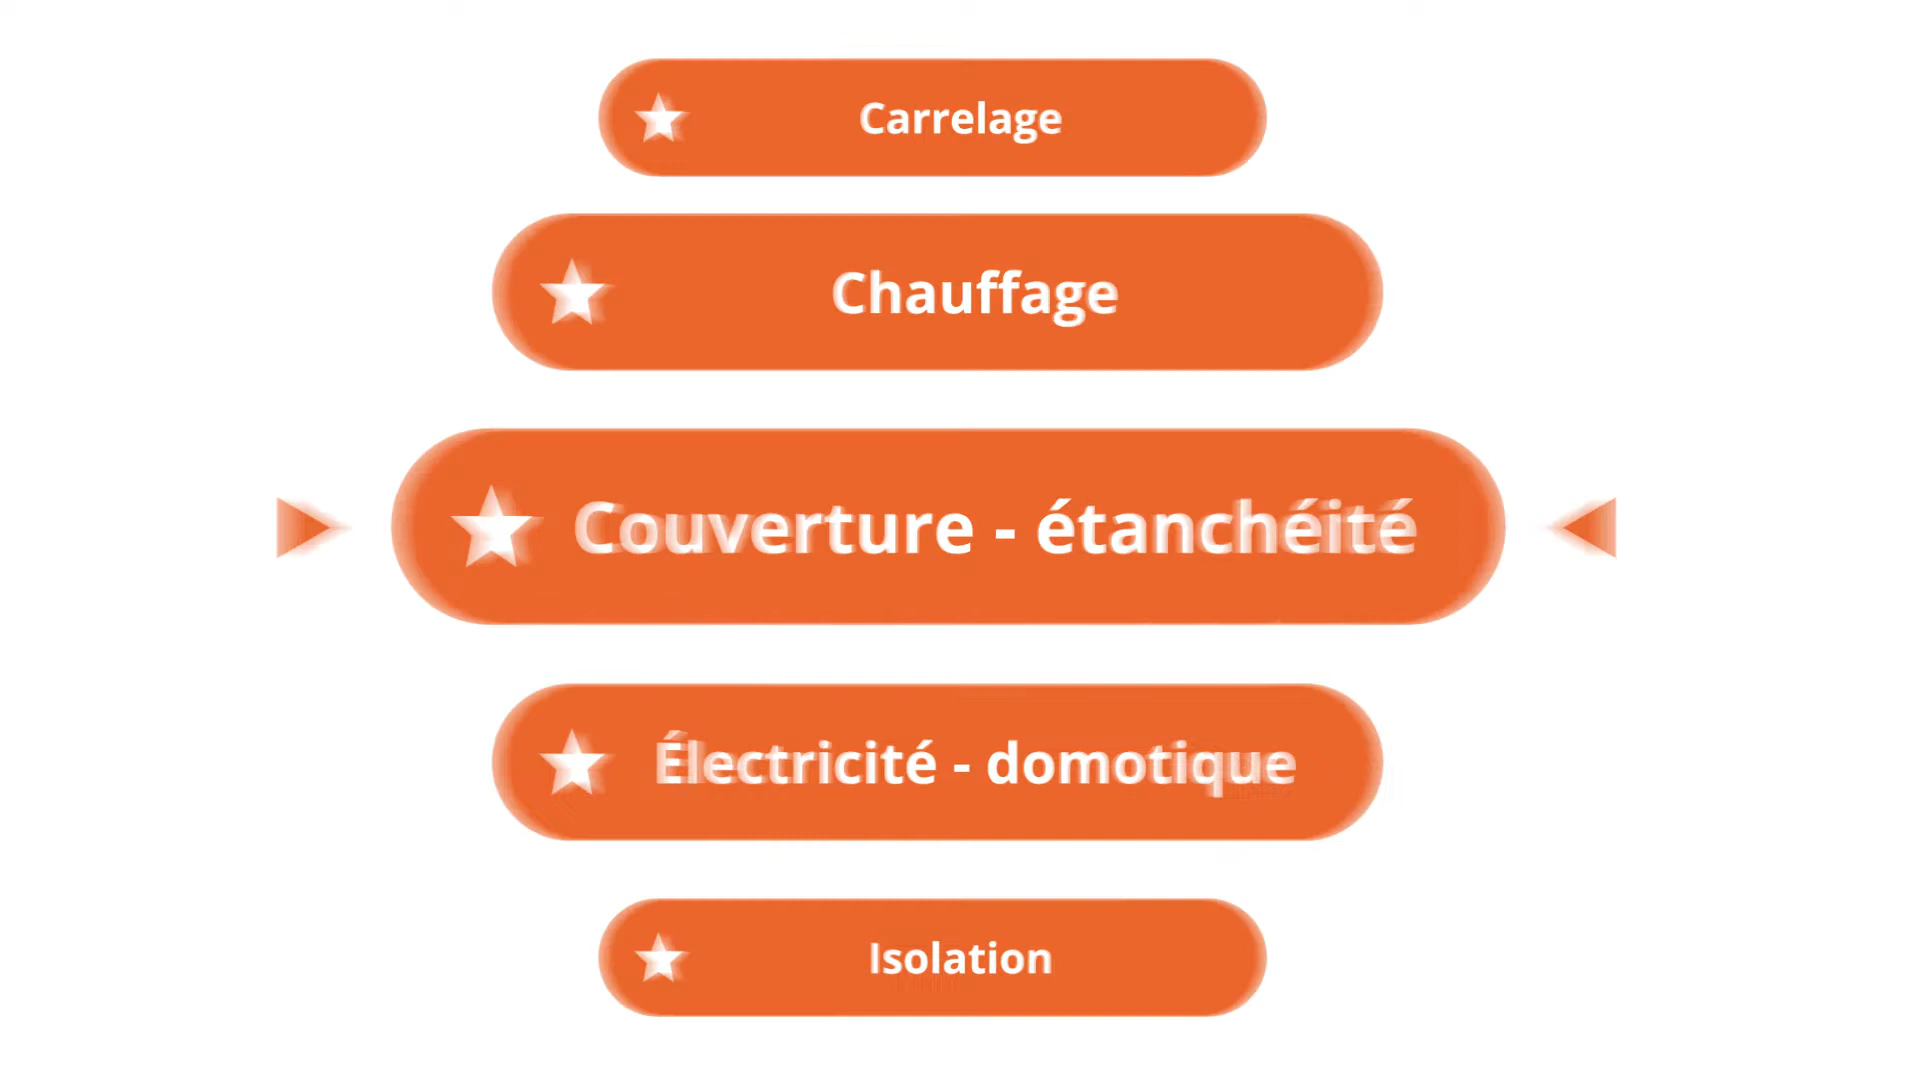 Carrelage
Chauffage
Couverture - étanchéité
Électricité - domotique
Isolation